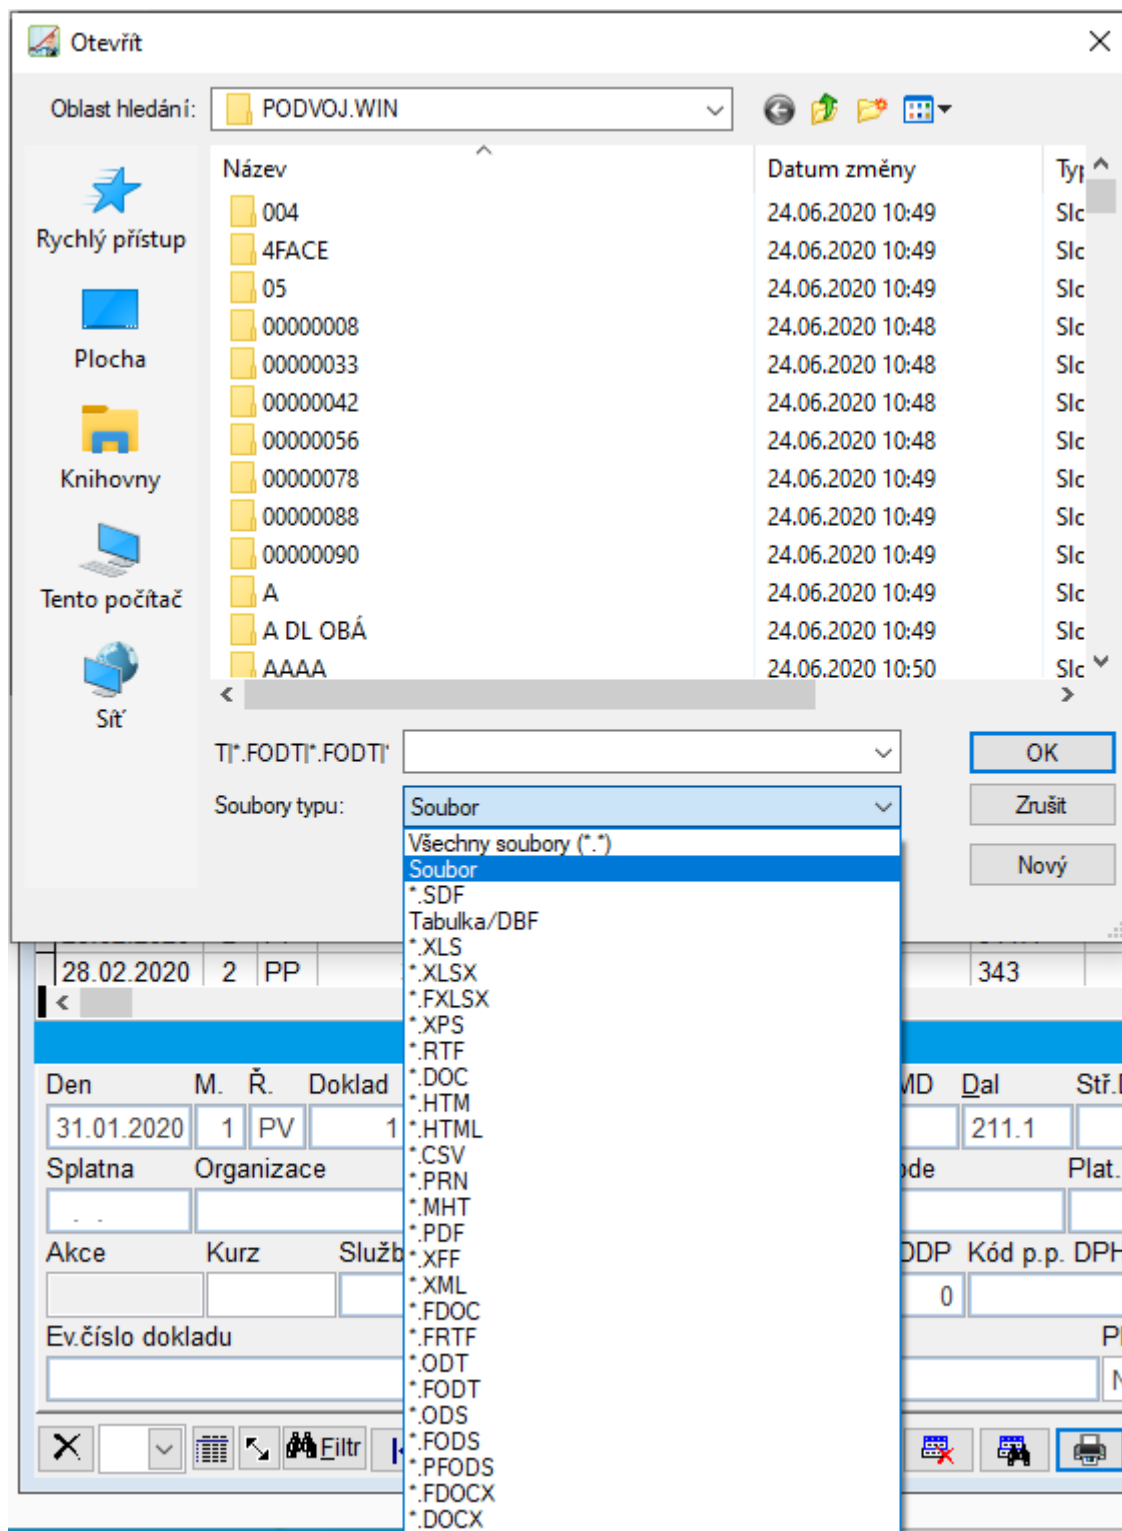 Otevřít
Oblast hledání: PODVOJ.WIN
Název Datum změny
Rychlý přístup
Plocha
Knihovny
Tento počítač
Síť
004 24.06.2020 10:49
4FACE 24.06.2020 10:49
05 24.06.2020 10:49
00000008 24.06.2020 10:48
00000033 24.06.2020 10:48
00000042 24.06.2020 10:48
00000056 24.06.2020 10:48
00000078 24.06.2020 10:49
00000088 24.06.2020 10:49
00000090 24.06.2020 10:49
A 24.06.2020 10:49
A DL OBÁ 24.06.2020 10:49
AAAA 24.06.2020 10:50
T|*.FODT|*.FODT|* OK
Soubory typu: Soubor Zrušit
Nový
Všechny soubory (*.*)
Soubor
*.SDF
Tabulka/DBF
*.XLS
*.XLSX
*.FXLSX
*.XPS
*.RTF
*.DOC
*.HTM
*.HTML
*.CSV
*.PRN
*.MHT
*.PDF
*.XFF
*.XML
*.FDOC
*.FRTF
*.ODT
*.FODT
*.ODS
*.FODS
*.PFODS
*.FDOCX
*.DOCX
28.02.2020 2 PP 343
Den M. Ř. Doklad MD Dal Stř.
31.01.2020 1 PV 1 211.1
Splatna Organizace Plat.
. .
Akce Kurz DDP Kód p.p. DPH
0
Ev.číslo dokladu
Filtr